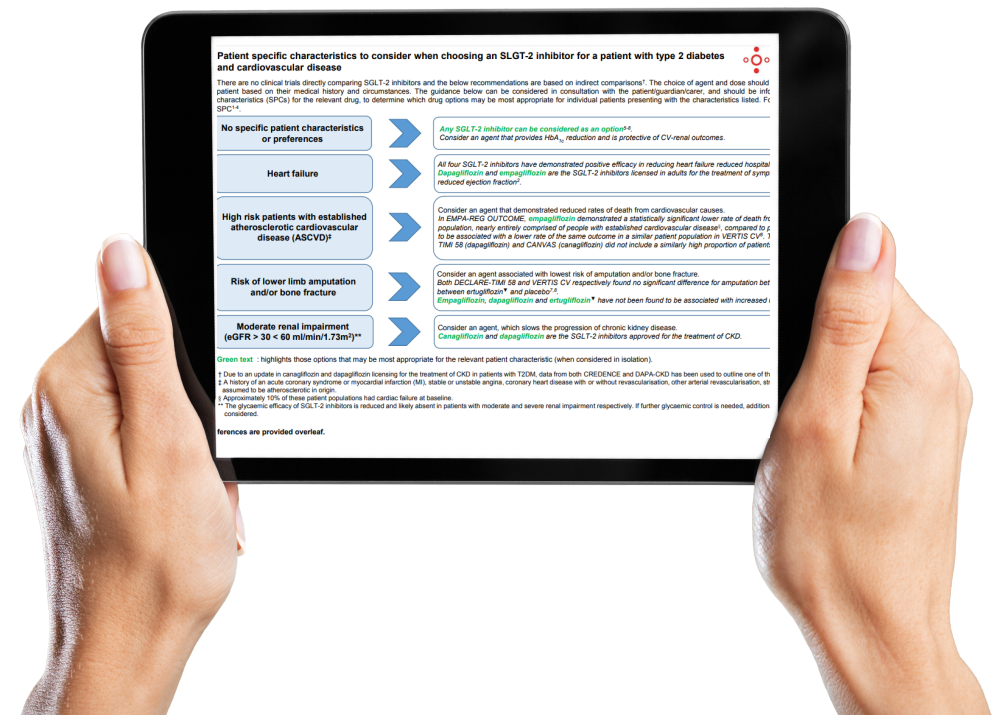 Patient specific characteristics to consider when choosing an SLGT-2 inhibitor for a patient with type 2 diabetes
and cardiovascular disease
There are no clinical trials directly comparing SGLT-2 inhibitors and the below recommendations are based on indirect comparisons†. The choice of agent and dose should
patient based on their medical history and circumstances. The guidance below can be considered in consultation with the patient/guardian/carer, and should be info
characteristics (SPCs) for the relevant drug, to determine which drug options may be most appropriate for individual patients presenting with the characteristics listed. Fo
SPC1-4.
No specific patient characteristics
or preferences
Any SGLT-2 inhibitor can be considered as an option5-8.
Consider an agent that provides HbA1c reduction and is protective of CV-renal outcomes.
Heart failure
All four SGLT-2 inhibitors have demonstrated positive efficacy in reducing heart failure reduced hospital
Dapagliflozin and empagliflozin are the SGLT-2 inhibitors licensed in adults for the treatment of symp
reduced ejection fraction2.
High risk patients with established
atherosclerotic cardiovascular
disease (ASCVD)‡
Consider an agent that demonstrated reduced rates of death from cardiovascular causes.
In EMPA-REG OUTCOME, empagliflozin demonstrated a statistically significant lower rate of death fro
population, nearly entirely comprised of people with established cardiovascular disease§, compared to p
to be associated with a lower rate of the same outcome in a similar patient population in VERTIS CV8. T
TIMI 58 (dapagliflozin) and CANVAS (canagliflozin) did not include a similarly high proportion of patient
Risk of lower limb amputation
and/or bone fracture
Consider an agent associated with lowest risk of amputation and/or bone fracture.
Both DECLARE-TIMI 58 and VERTIS CV respectively found no significant difference for amputation bet
between ertugliflozin▼ and placebo7,8.
Empagliflozin, dapagliflozin and ertugliflozin▼ have not been found to be associated with increased
Moderate renal impairment
(eGFR > 30 < 60 ml/min/1.73m2)**
Consider an agent, which slows the progression of chronic kidney disease.
Canagliflozin and dapagliflozin are the SGLT-2 inhibitors approved for the treatment of CKD.
Green text : highlights those options that may be most appropriate for the relevant patient characteristic (when considered in isolation).
† Due to an update in canagliflozin and dapagliflozin licensing for the treatment of CKD in patients with T2DM, data from both CREDENCE and DAPA-CKD has been used to outline one of th
‡ A history of an acute coronary syndrome or myocardial infarction (MI), stable or unstable angina, coronary heart disease with or without revascularisation, other arterial revascularisation, str
assumed to be atherosclerotic in origin.
§ Approximately 10% of these patient populations had cardiac failure at baseline.
** The glycaemic efficacy of SGLT-2 inhibitors is reduced and likely absent in patients with moderate and severe renal impairment respectively. If further glycaemic control is needed, addition
considered.
ferences are provided overleaf.